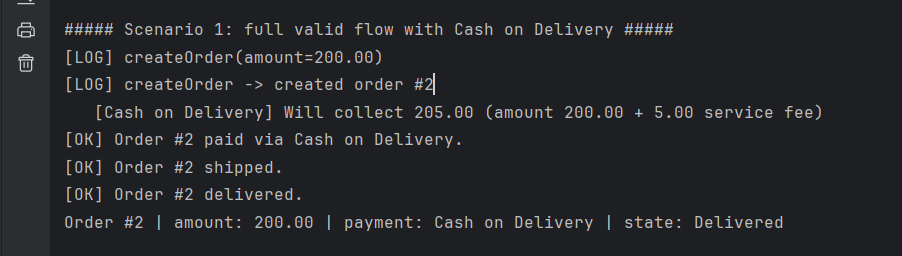 ##### Scenario 1: full valid flow with Cash on Delivery #####
[LOG] createOrder(amount=200.00)
[LOG] createOrder -> created order #2
[Cash on Delivery] Will collect 205.00 (amount 200.00 + 5.00 service fee)
[OK] Order #2 paid via Cash on Delivery.
[OK] Order #2 shipped.
[OK] Order #2 delivered.
Order #2 | amount: 200.00 | payment: Cash on Delivery | state: Delivered